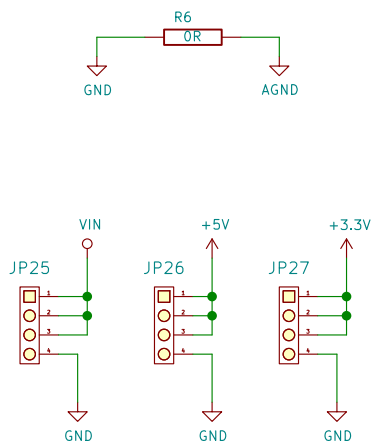 R6
0R
GND AGND
VIN +5V +3.3V
JP25 JP26 JP27
1 1 1
2 2 2
3 3 3
4 4 4
GND GND GND